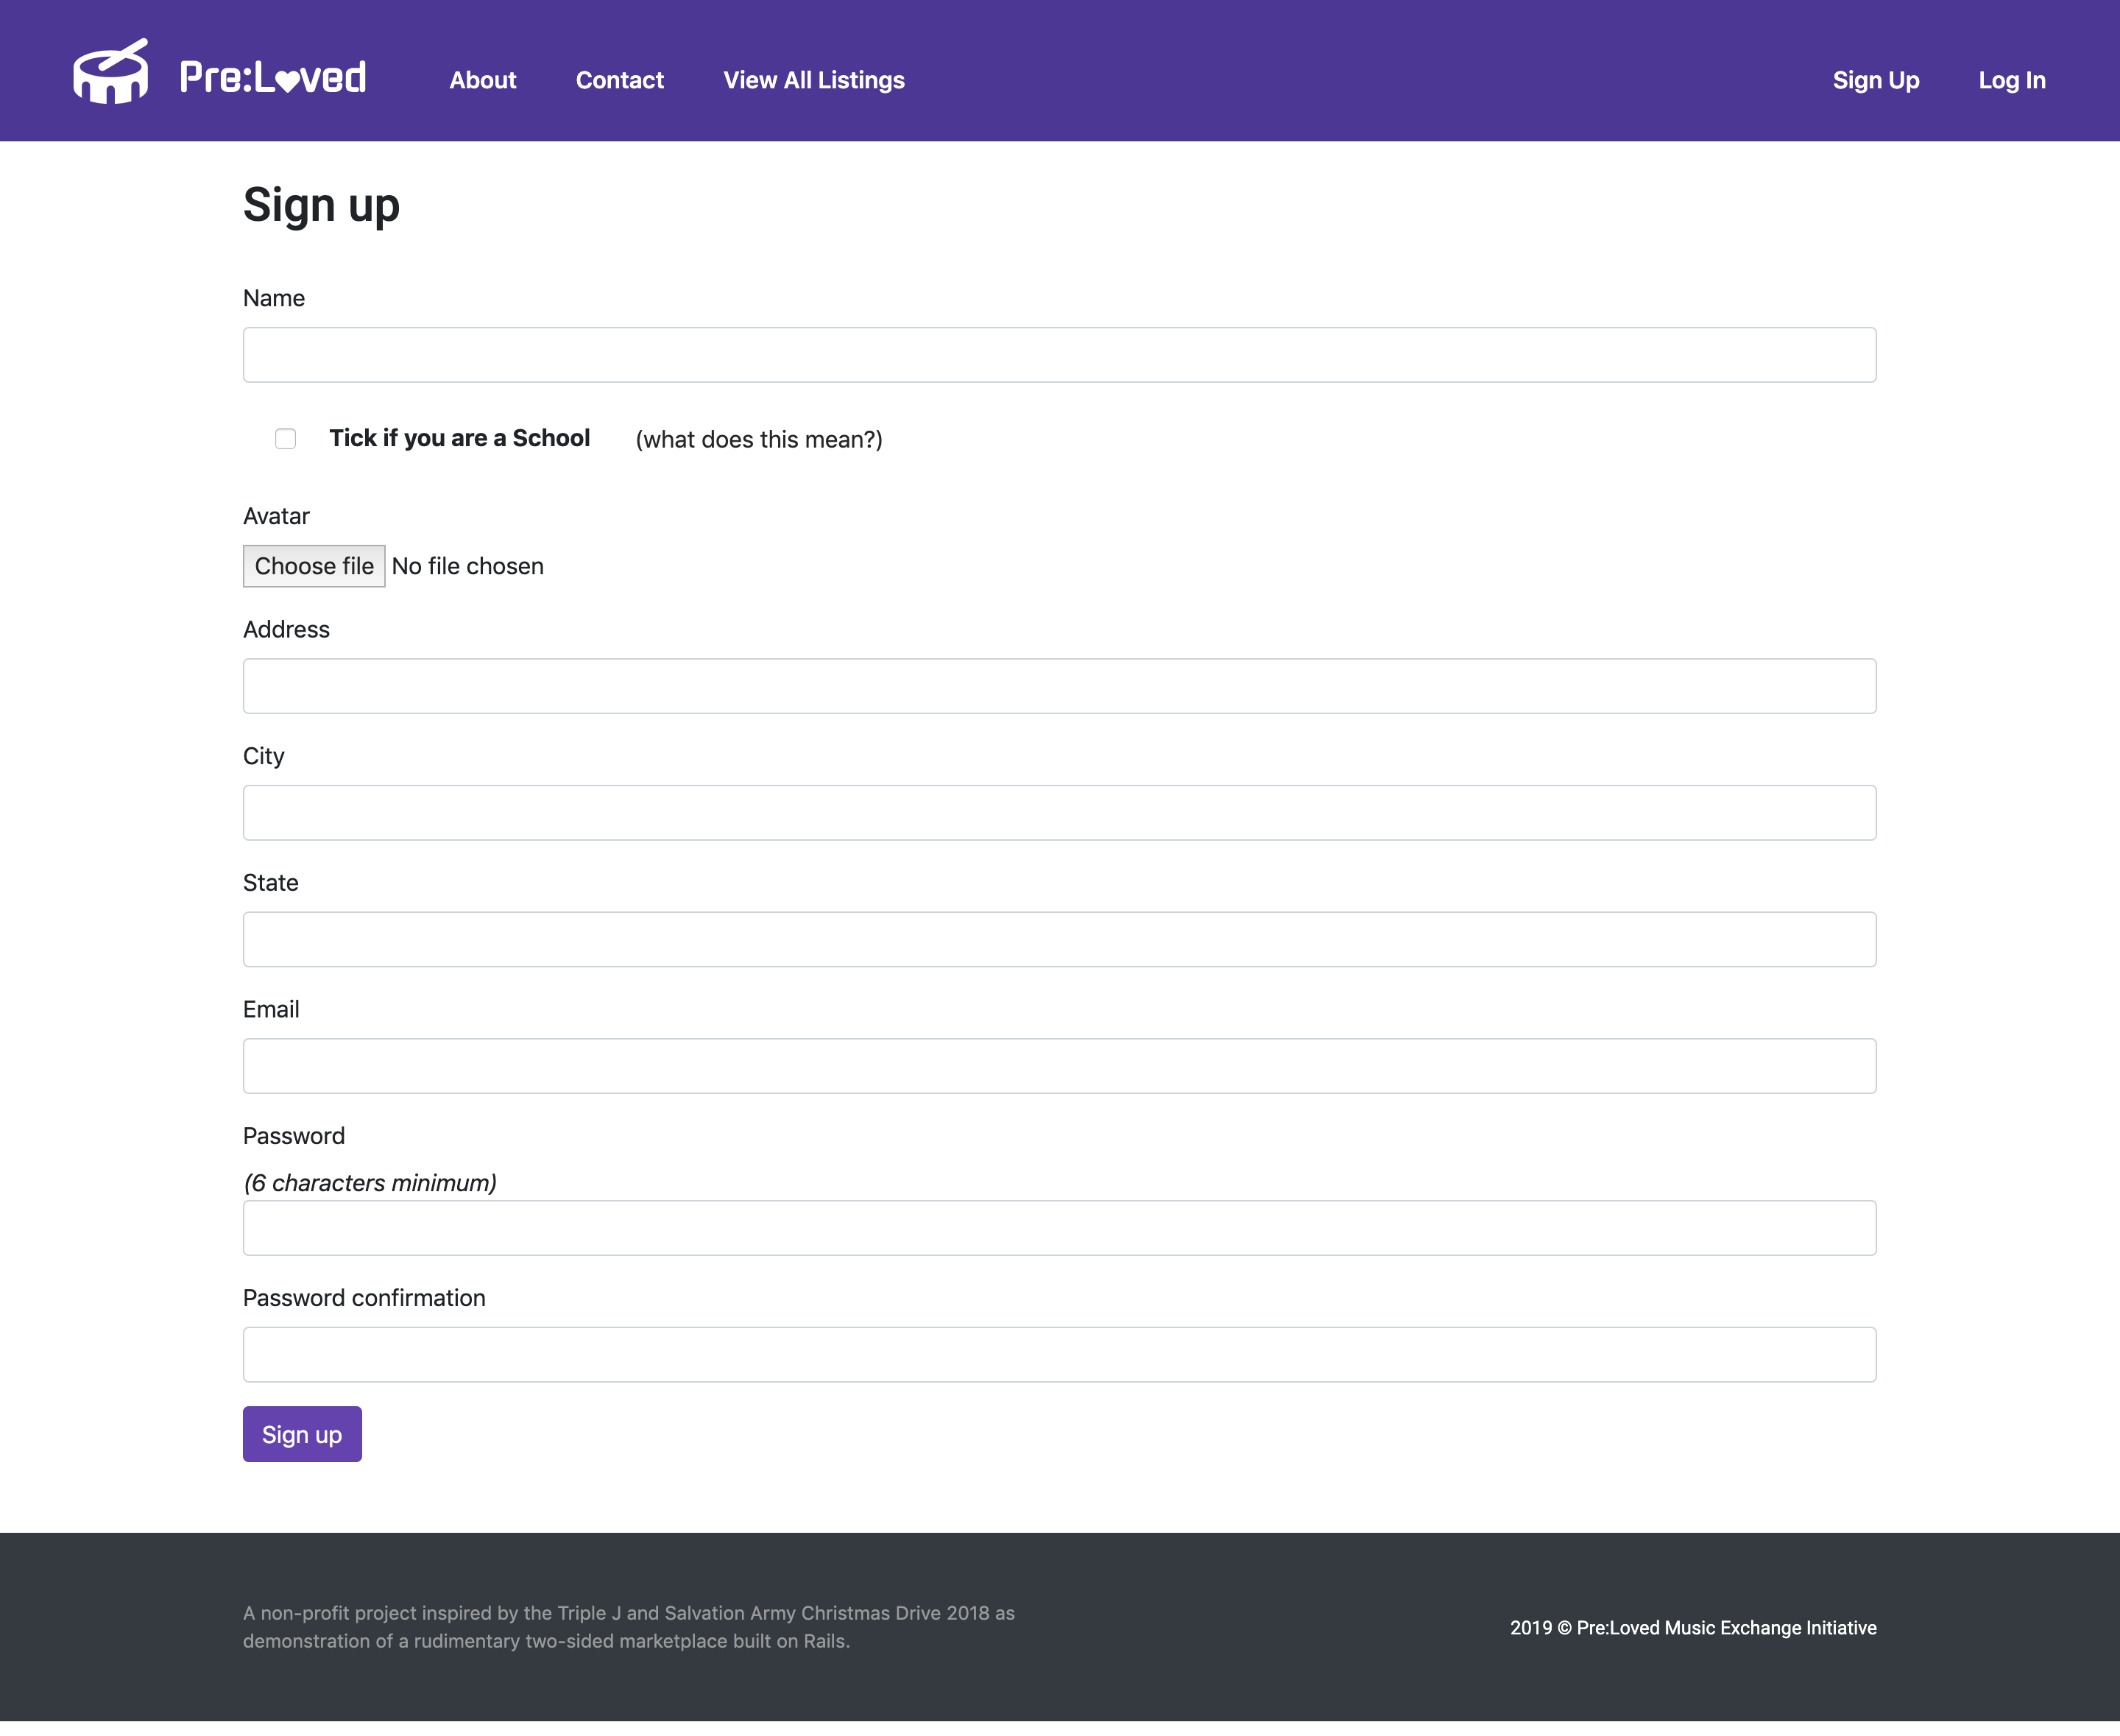 Pre:Loved
About
Contact
View All Listings
Sign Up
Log In
Sign up
Name
Tick if you are a School
(what does this mean?)
Avatar
Choose file No file chosen
Address
City
State
Email
Password
(6 characters minimum)
Password confirmation
Sign up
A non-profit project inspired by the Triple J and Salvation Army Christmas Drive 2018 as
demonstration of a rudimentary two-sided marketplace built on Rails.
2019 © Pre:Loved Music Exchange Initiative